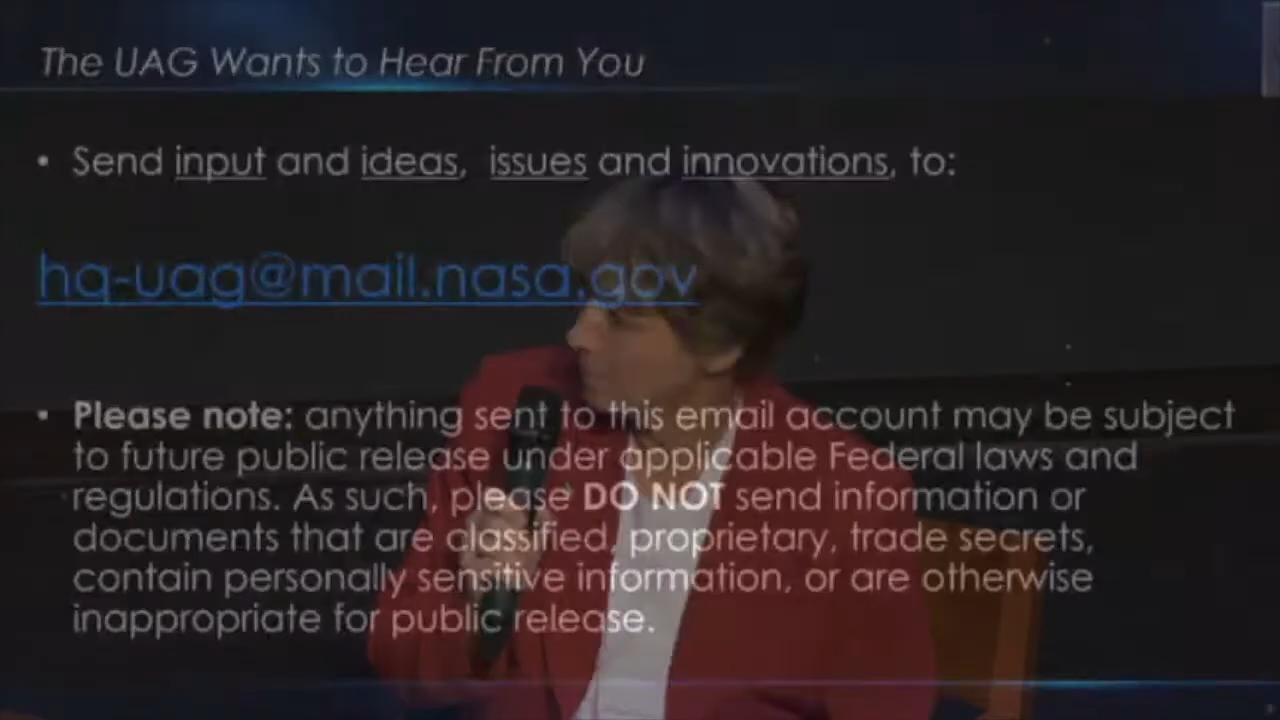 The UAG Wants to Hear From You
• Send input and ideas, issues and innovations, to:
hq-uag@mail.nasa.gov
• Please note: anything sent to this email account may be subject
to future public release under applicable Federal laws and
regulations. As such, please DO NOT send information or
documents that are classified, proprietary, trade secrets,
contain personally sensitive information, or are otherwise
inappropriate for public release.